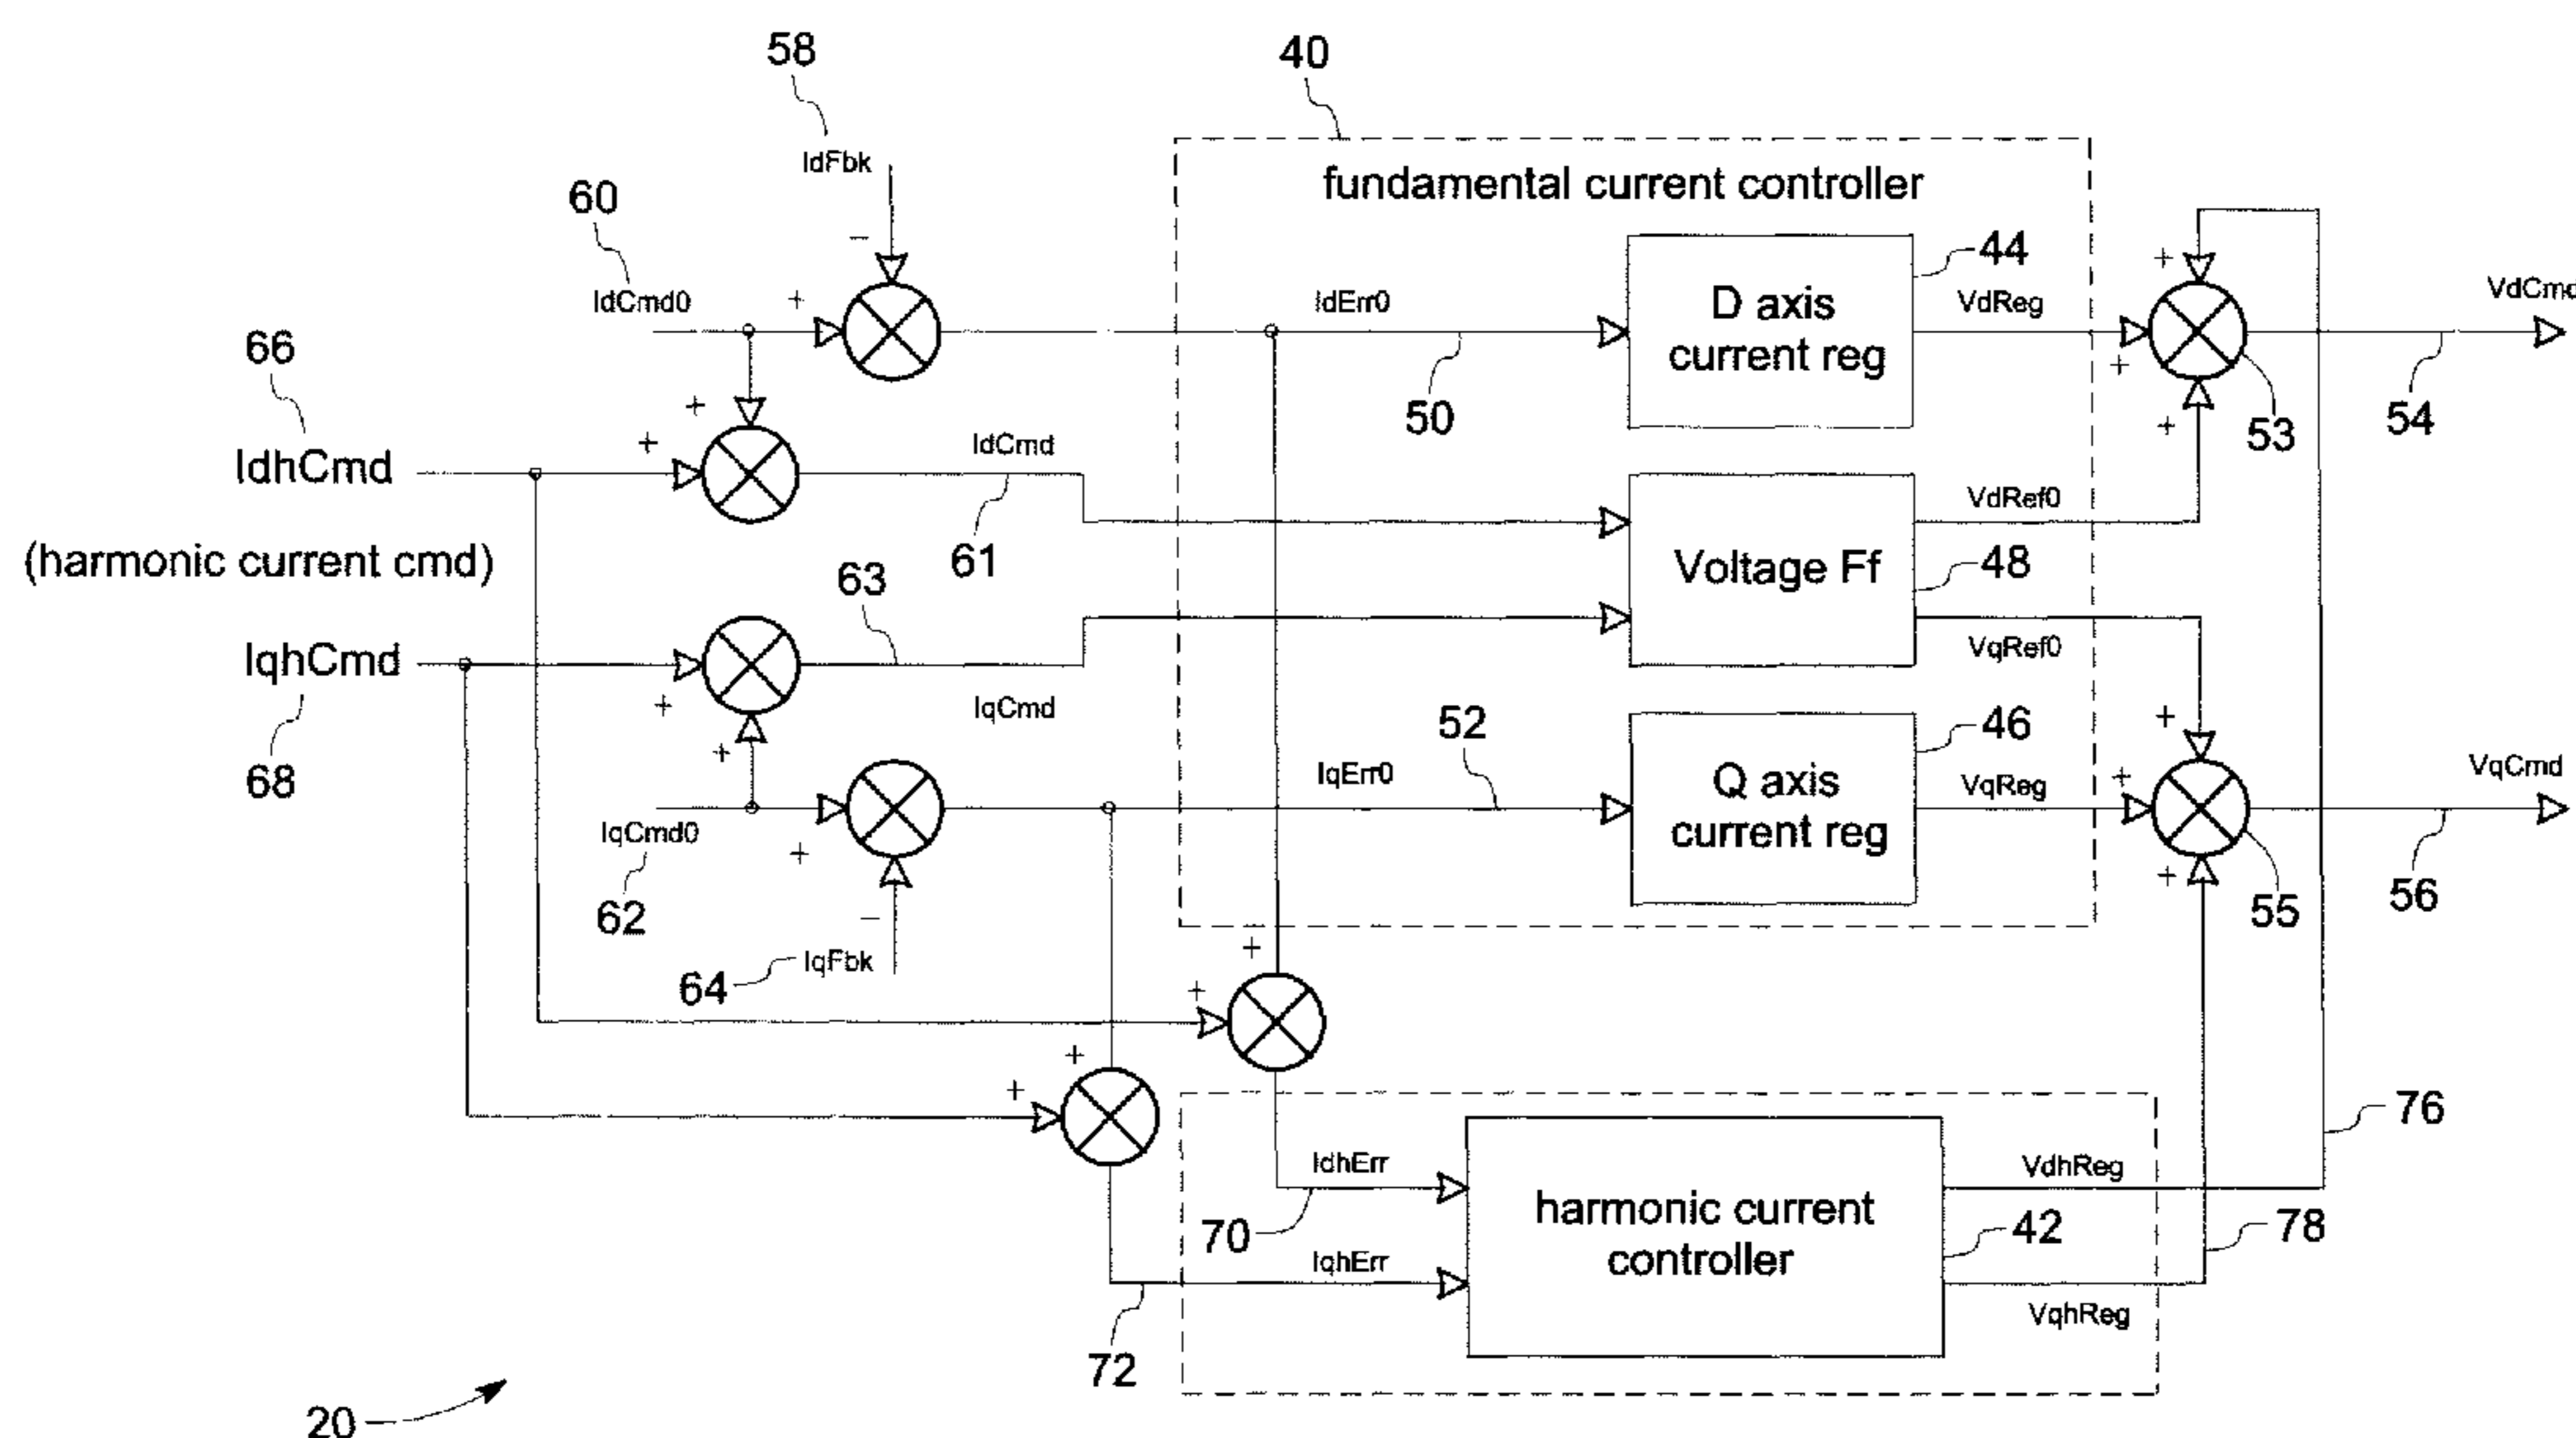 58
40
IdFbk
fundamental current controller
60
−
44
+
IdCmd0
+
IdErr0
D axis
current reg
VdReg
VdCmd
66
+
50
+
53
54
+
+
IdhCmd
IdCmd
VdRef0
(harmonic current cmd)
61
63
Voltage Ff
48
IqhCmd
VqRef0
+
IqCmd
52
46
+
68
+
IqErr0
Q axis
current reg
VqReg
+
VqCmd
IqCmd0
+
+
55
56
62
−
64
IqFbk
+
+
+
+
76
IdhErr
VdhReg
70
harmonic current
controller
42
78
IqhErr
VqhReg
72
20